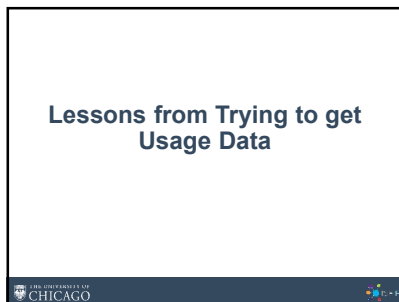 Lessons from Trying to get
Usage Data
THE UNIVERSITY OF
CHICAGO